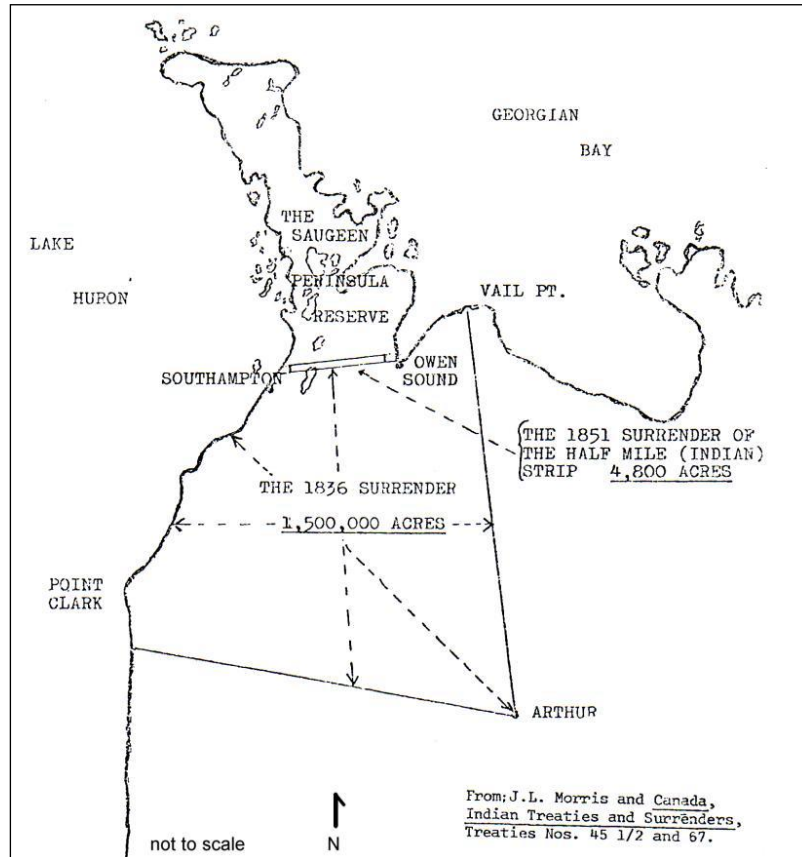 GEORGIAN
BAY
THE
SAUGEEN
PENINSULA
RESERVE
LAKE
HURON
VAIL PT.
SOUTHAMPTON
OWEN
SOUND
THE 1851 SURRENDER OF
THE HALF MILE (INDIAN)
STRIP 4,800 ACRES
THE 1836 SURRENDER
1,500,000 ACRES
POINT
CLARK
ARTHUR
From; J.L. Morris and Canada,
Indian Treaties and Surrenders,
Treaties Nos. 45 1/2 and 67.
not to scale
N